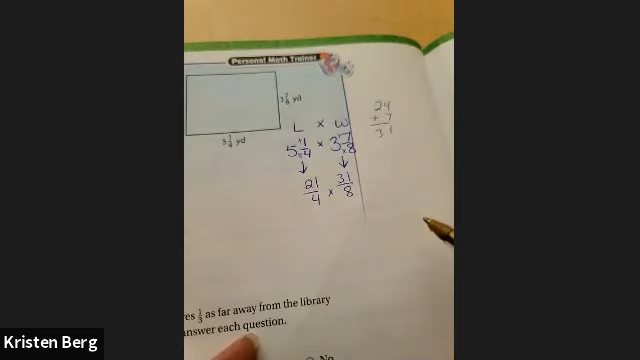 Personal Math Trainer
3 7/8 yd
5 1/4 yd
L x W
5 1/4 x 3 7/8
21/4 x 31/8
24
+ 7
31
es 1/3 as far away from the library
answer each question.
No
Kristen Berg